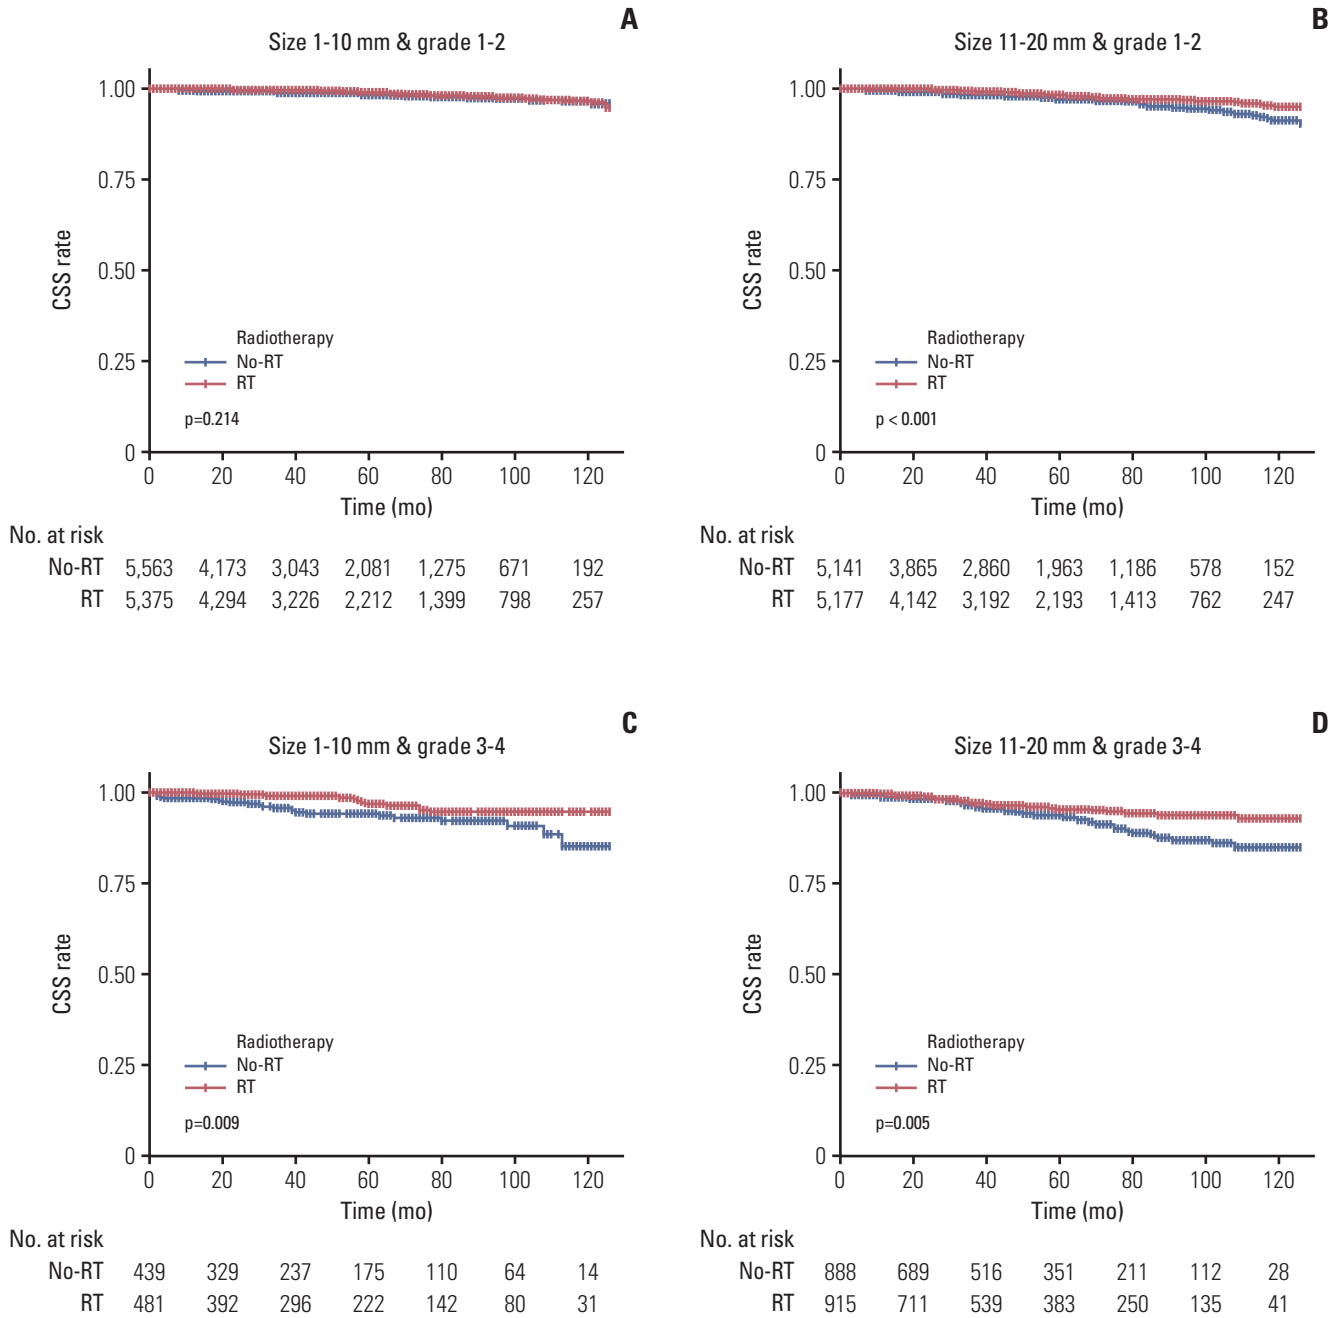 A
Size 1-10 mm & grade 1-2
1.00
0.75
0.50
0.25
0
CSS rate
Radiotherapy
No-RT
RT
p=0.214
0 20 40 60 80 100 120
Time (mo)
No. at risk
No-RT 5,563 4,173 3,043 2,081 1,275 671 192
RT 5,375 4,294 3,226 2,212 1,399 798 257
B
Size 11-20 mm & grade 1-2
1.00
0.75
0.50
0.25
0
CSS rate
Radiotherapy
No-RT
RT
p < 0.001
0 20 40 60 80 100 120
Time (mo)
No. at risk
No-RT 5,141 3,865 2,860 1,963 1,186 578 152
RT 5,177 4,142 3,192 2,193 1,413 762 247
C
Size 1-10 mm & grade 3-4
1.00
0.75
0.50
0.25
0
CSS rate
Radiotherapy
No-RT
RT
p=0.009
0 20 40 60 80 100 120
Time (mo)
No. at risk
No-RT 439 329 237 175 110 64 14
RT 481 392 296 222 142 80 31
D
Size 11-20 mm & grade 3-4
1.00
0.75
0.50
0.25
0
CSS rate
Radiotherapy
No-RT
RT
p=0.005
0 20 40 60 80 100 120
Time (mo)
No. at risk
No-RT 888 689 516 351 211 112 28
RT 915 711 539 383 250 135 41